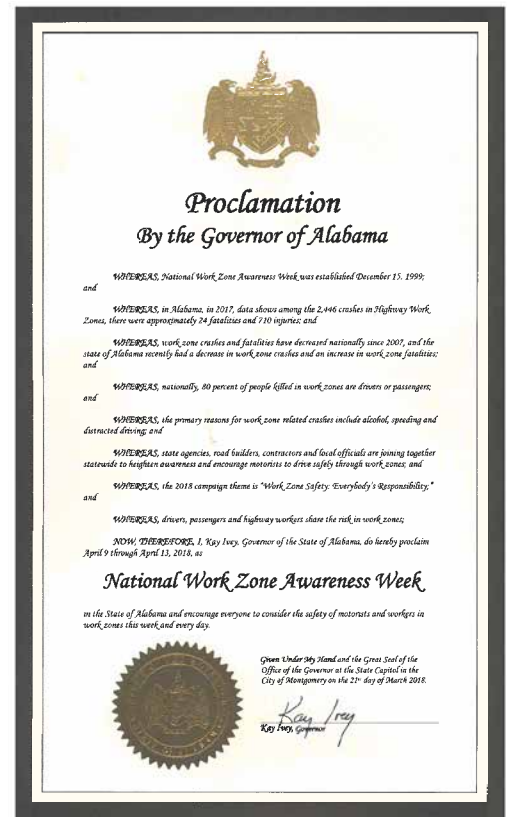 Proclamation
By the Governor of Alabama
WHEREAS, National Work Zone Awareness Week was established December 15, 1999;
and
WHEREAS, in Alabama, in 2017, data shows among the 2,446 crashes in Highway Work
Zones, there were approximately 24 fatalities and 710 injuries; and
WHEREAS, work zone crashes and fatalities have decreased nationally since 2007, and the
state of Alabama recently had a decrease in work zone crashes and an increase in work zone fatalities;
and
WHEREAS, nationally, 80 percent of people killed in work zones are drivers or passengers;
and
WHEREAS, the primary reasons for work zone related crashes include alcohol, speeding and
distracted driving; and
WHEREAS, state agencies, road builders, contractors and local officials are joining together
statewide to heighten awareness and encourage motorists to drive safely through work zones; and
WHEREAS, the 2018 campaign theme is "Work Zone Safety: Everybody's Responsibility;"
and
WHEREAS, drivers, passengers and highway workers share the risk in work zones;
NOW, THEREFORE, I, Kay Ivey, Governor of the State of Alabama, do hereby proclaim
April 9 through April 13, 2018, as
National Work Zone Awareness Week
in the State of Alabama and encourage everyone to consider the safety of motorists and workers in
work zones this week and every day.
Given Under My Hand and the Great Seal of the
Office of the Governor at the State Capitol in the
City of Montgomery on the 21st day of March 2018.
Kay Ivey
Kay Ivey, Governor